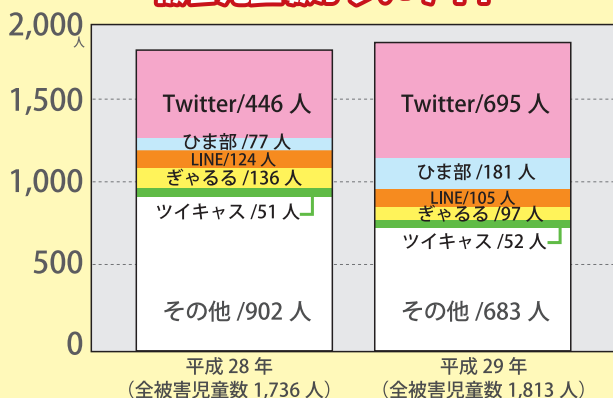 2,000
人
1,500
1,000
500
0
Twitter/446 人
ひま部 /77 人
LINE/124 人
ぎゃるる /136 人
ツイキャス /51 人
その他 /902 人
Twitter/695 人
ひま部 /181 人
LINE/105 人
ぎゃるる /97 人
ツイキャス /52 人
その他 /683 人
平成 28 年
（全被害児童数 1,736 人）
平成 29 年
（全被害児童数 1,813 人）